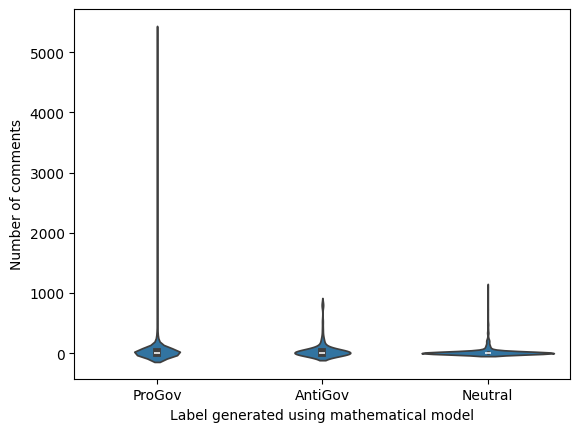 Number of comments
5000
4000
3000
2000
1000
0
ProGov AntiGov Neutral
Label generated using mathematical model